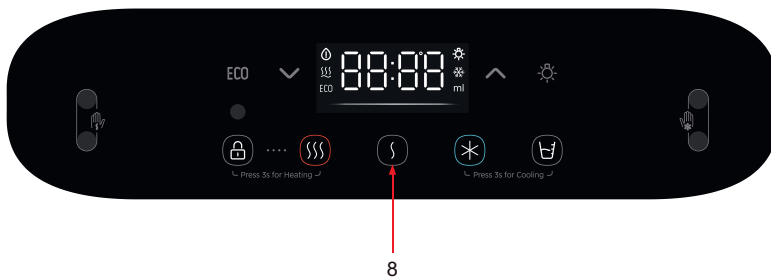 ECO
88:88
ECO
ml
Press 3s for Heating
Press 3s for Cooling
8